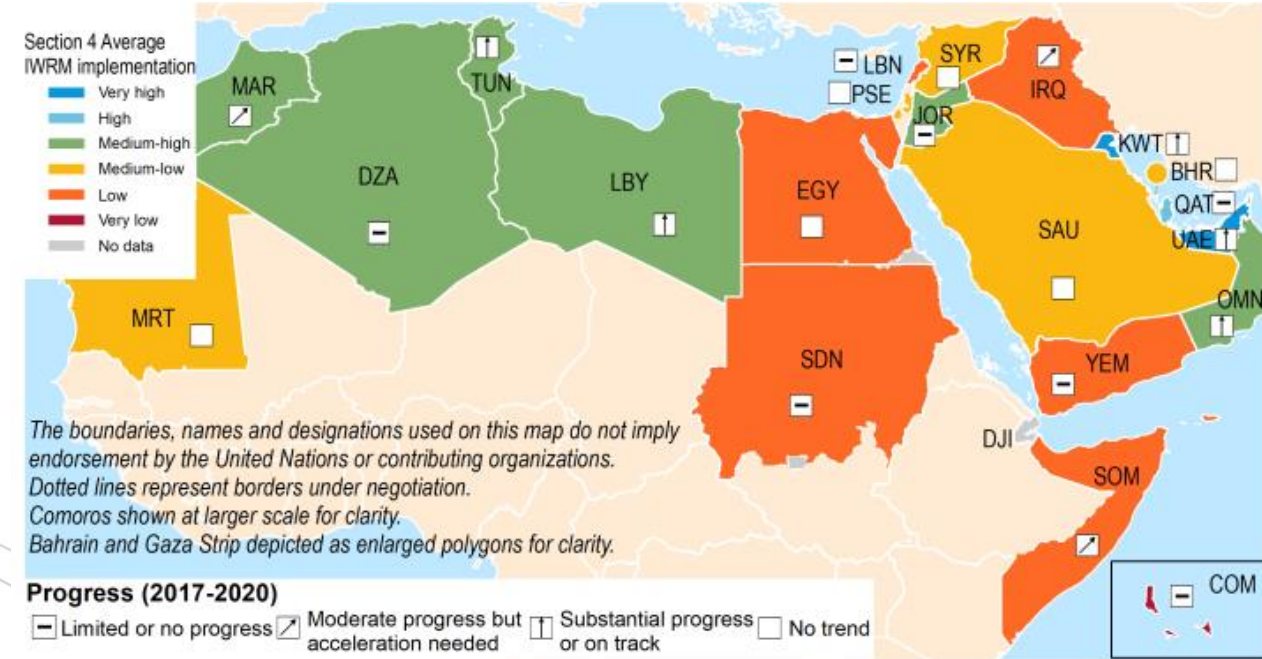 Section 4 Average
IWRM implementation
Very high
High
Medium-high
Medium-low
Low
Very low
No data
MAR
TUN
DZA
LBY
EGY
LBN
PSE
SYR
IRQ
JOR
KWT
BHR
QAT
UAE
SAU
OMN
MRT
SDN
YEM
DJI
SOM
COM
The boundaries, names and designations used on this map do not imply
endorsement by the United Nations or contributing organizations.
Dotted lines represent borders under negotiation.
Comoros shown at larger scale for clarity.
Bahrain and Gaza Strip depicted as enlarged polygons for clarity.
Progress (2017-2020)
Limited or no progress
Moderate progress but
acceleration needed
Substantial progress
or on track
No trend